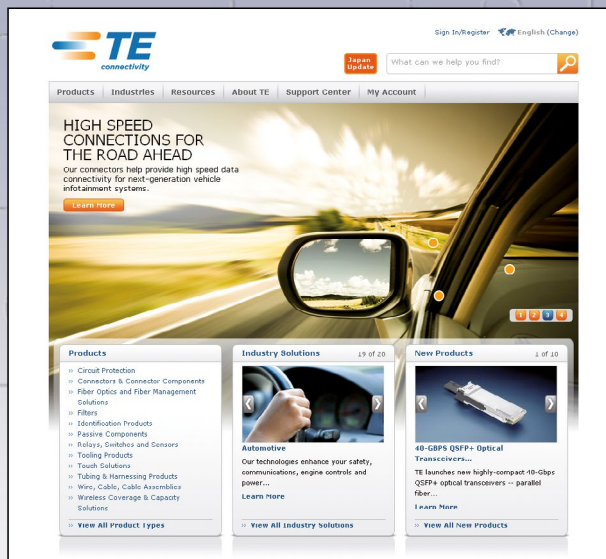 TE
connectivity
Sign In/Register English (Change)
Japan
Update
What can we help you find?
Products Industries Resources About TE Support Center My Account
HIGH SPEED
CONNECTIONS FOR
THE ROAD AHEAD
Our connectors help provide high speed data
connectivity for next-generation vehicle
infotainment systems.
Learn More
1 2 3 4
Products
» Circuit Protection
» Connectors & Connector Components
» Fiber Optics and Fiber Management
Solutions
» Filters
» Identification Products
» Passive Components
» Relays, Switches and Sensors
» Tooling Products
» Touch Solutions
» Tubing & Harnessing Products
» Wire, Cable, Cable Assemblies
» Wireless Coverage & Capacity
Solutions
» View All Product Types
Industry Solutions 19 of 20
Automotive
Our technologies enhance your safety,
communications, engine controls and
power...
Learn More
» View All Industry Solutions
New Products 1 of 10
40-GBPS QSFP+ Optical
Transceivers...
TE launches new highly-compact 40-Gbps
QSFP+ optical transceivers -- parallel
fiber...
Learn More
» View All New Products